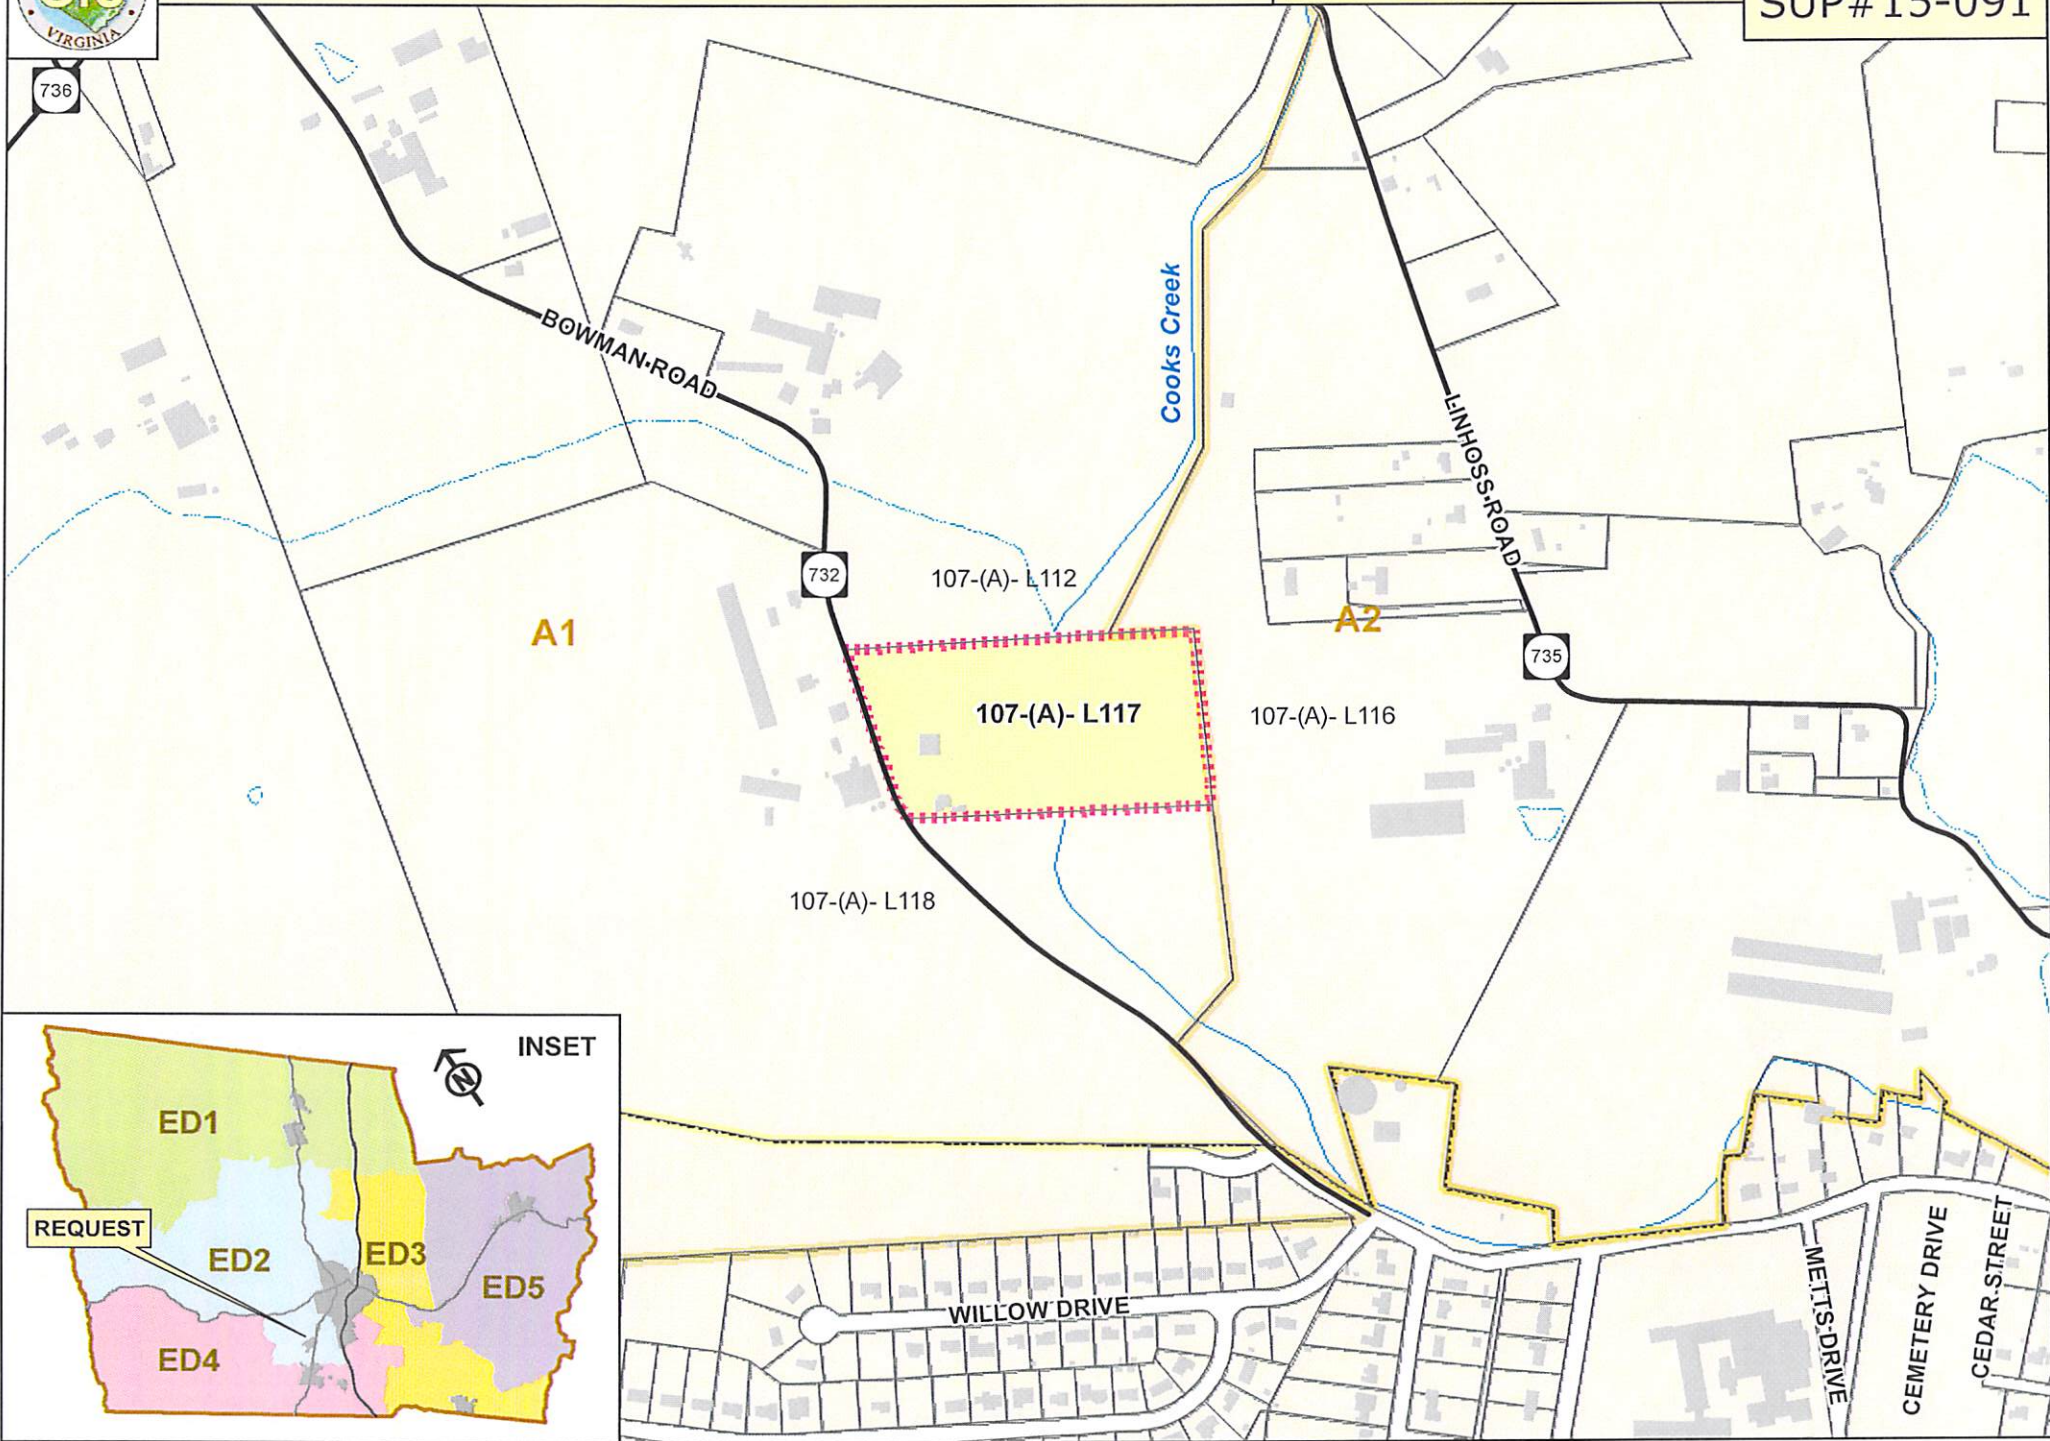 SUP# 15-091
VIRGINIA
736
BOWMAN ROAD
Cooks Creek
LINHOSS ROAD
732
107-(A)- L112
A1
A2
735
107-(A)- L117
107-(A)- L116
107-(A)- L118
INSET
N
ED1
REQUEST
ED2
ED3
ED5
ED4
WILLOW DRIVE
METTS DRIVE
CEMETERY DRIVE
CEDAR STREET